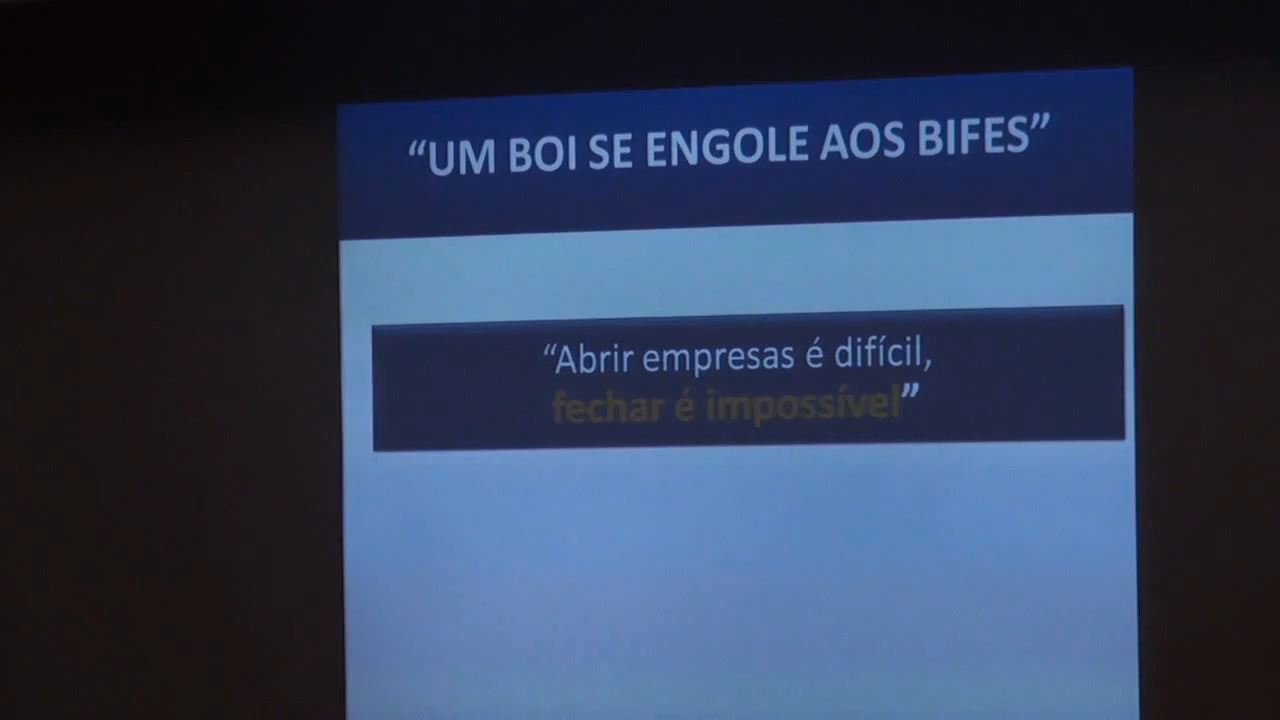 “UM BOI SE ENGOLE AOS BIFES”
“Abrir empresas é difícil,
fechar é impossível”